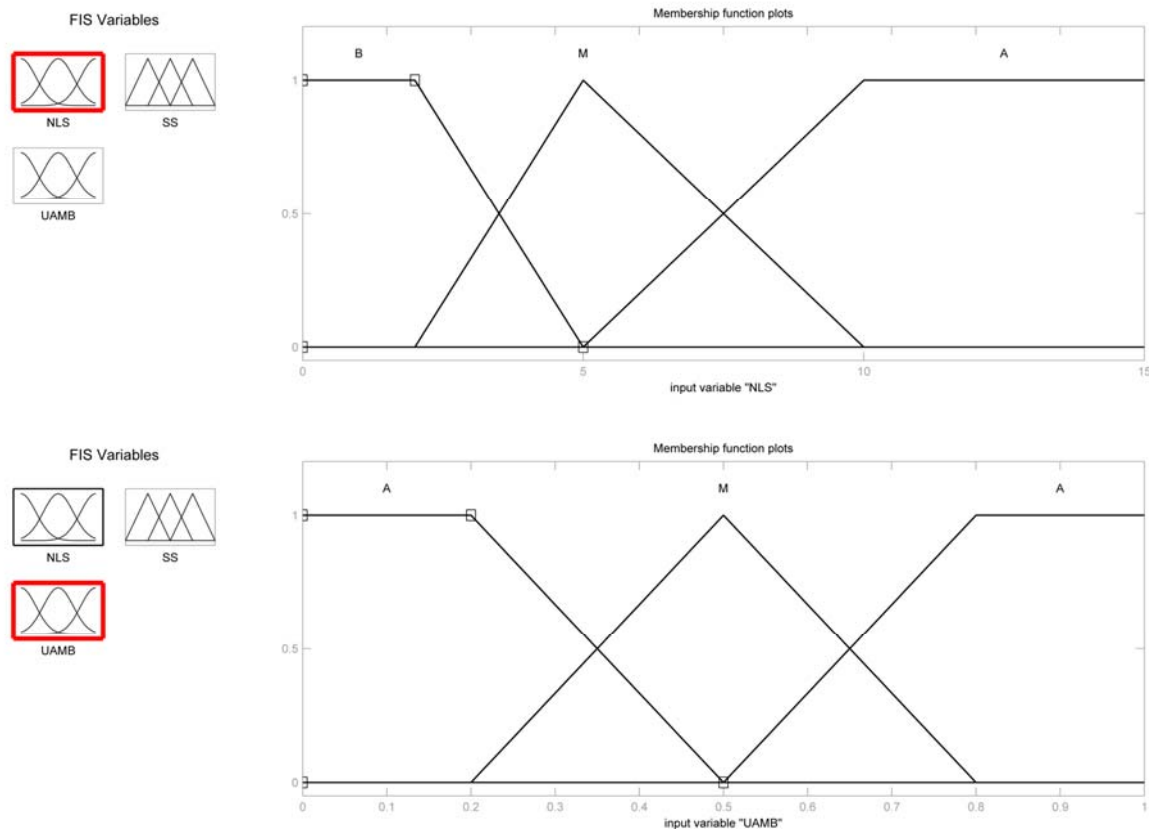 FIS Variables
NLS
SS
UAMB
Membership function plots
B M A
1
0.5
0
0 5 10 15
input variable "NLS"
FIS Variables
NLS
SS
UAMB
Membership function plots
A M A
1
0.5
0
0 0.1 0.2 0.3 0.4 0.5 0.6 0.7 0.8 0.9 1
input variable "UAMB"